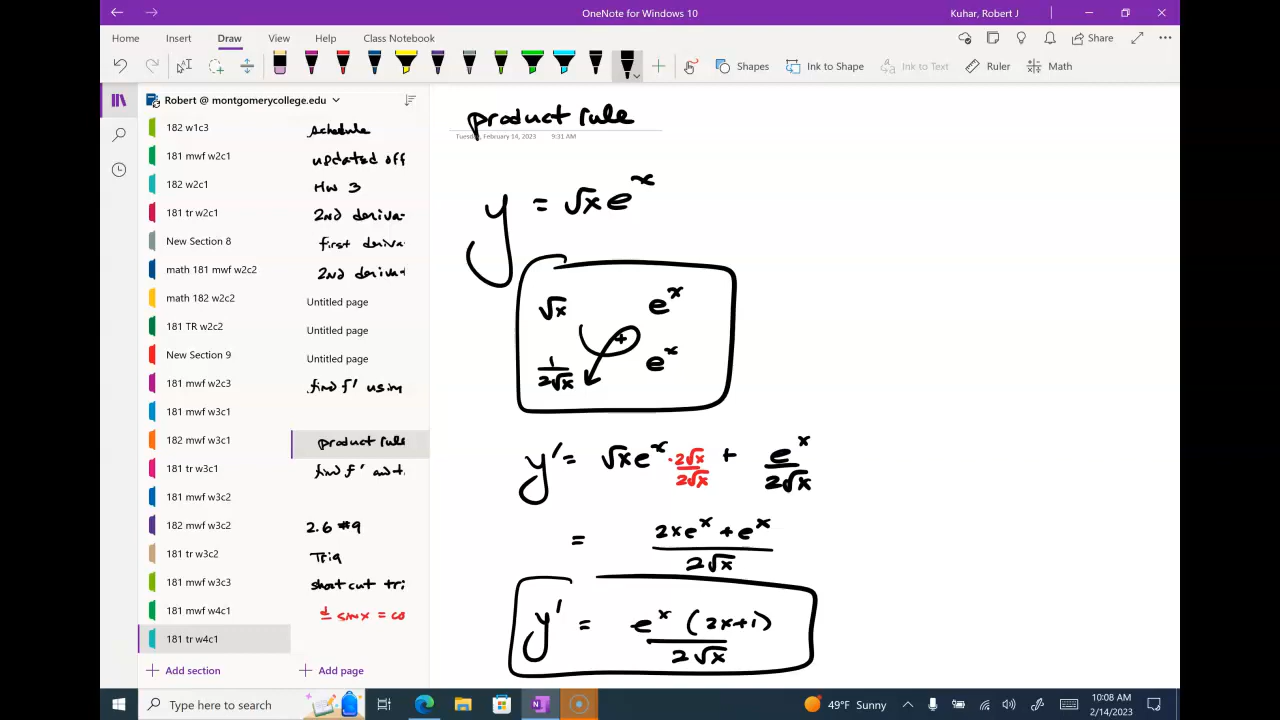 OneNote for Windows 10
Kuhar, Robert J
Home Insert Draw View Help Class Notebook
Share
Shapes Ink to Shape Ink to Text Ruler Math
Robert @ montgomerycollege.edu
182 w1c3
181 mwf w2c1
182 w2c1
181 tr w2c1
New Section 8
math 181 mwf w2c2
math 182 w2c2
181 TR w2c2
New Section 9
181 mwf w2c3
181 mwf w3c1
182 mwf w3c1
181 tr w3c1
181 mwf w3c2
182 mwf w3c2
181 tr w3c2
181 mwf w3c3
181 mwf w4c1
181 tr w4c1
Add section
schedule
updated off
HW 3
2nd deriva
first deriva
2nd derivat
Untitled page
Untitled page
Untitled page
find f' using
product rule
find f' and t
2.6 #9
Trig
short cut tri
d sinx = co
Add page
product rule
Tuesday, February 14, 2023 9:31 AM
y = √x e^x
√x e^x
+
1/2√x e^x
y' = √x e^x · 2√x/2√x + e^x/2√x
= 2xe^x + e^x / 2√x
y' = e^x (2x+1) / 2√x
Type here to search
49°F Sunny
10:08 AM
2/14/2023